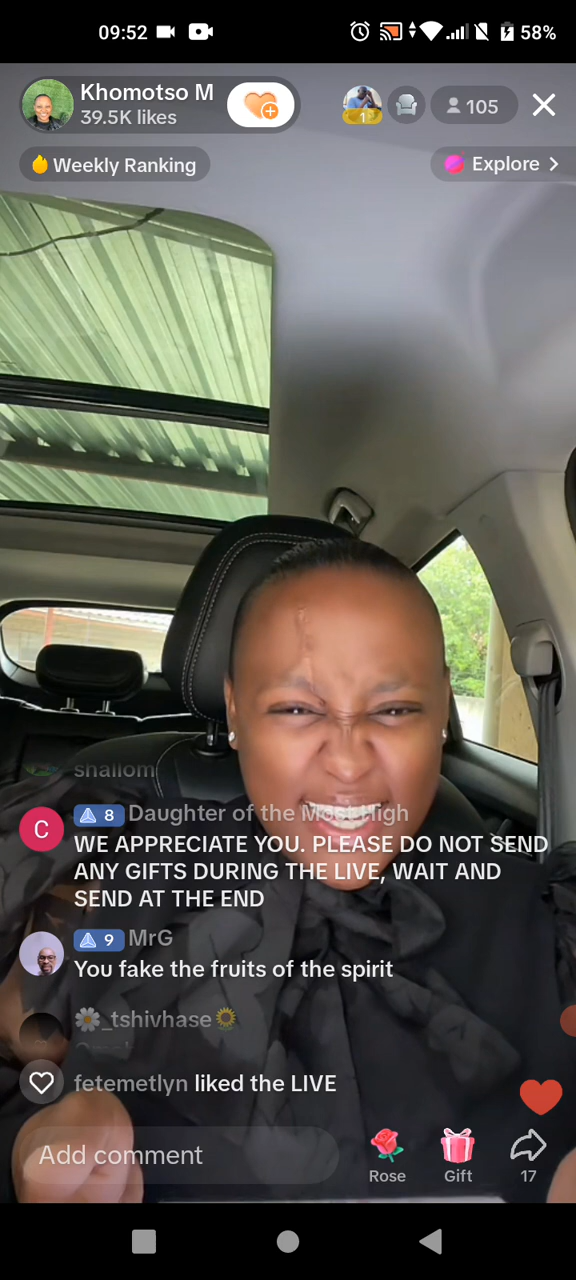 09:52
58%
Khomotso M
39.5K likes
1
105
Weekly Ranking
Explore >
shallom
C
8 Daughter of the Most High
WE APPRECIATE YOU. PLEASE DO NOT SEND
ANY GIFTS DURING THE LIVE, WAIT AND
SEND AT THE END
9 MrG
You fake the fruits of the spirit
🌼_tshivhase🌻
fetemetlyn liked the LIVE
Add comment
Rose
Gift
17